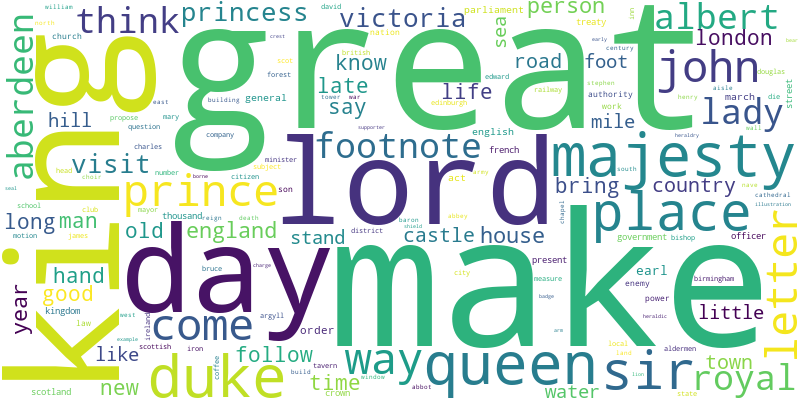 great
king
lord
make
day
majesty
queen
duke
john
sir
place
prince
lady
albert
royal
letter
way
come
think
footnote
victoria
princess
person
london
aberdeen
visit
england
country
house
castle
bring
know
road
foot
sea
mile
life
late
say
hill
long
man
old
hand
good
year
like
new
follow
time
order
stand
water
town
little
earl
english
french
act
march
general
authority
work
parliament
treaty
nation
british
scot
edinburgh
railway
stephen
edward
century
early
david
william
north
church
forest
building
tower
war
east
propose
mary
question
charles
company
number
minister
son
subject
citizen
head
choir
borne
school
seal
motion
mayor
club
james
thousand
reign
death
kingdom
law
west
example
scotland
scottish
ireland
iron
bruce
charge
argyll
district
baron
shield
abbey
chapel
supporter
crest
coffee
tavern
build
crown
window
abbot
city
measure
badge
present
enemy
power
government
bishop
officer
birmingham
heraldic
arm
local
land
aldermen
state
lion
south
nave
cathedral
illustration
wall
heraldry
henry
aisle
die
street
douglas
inn